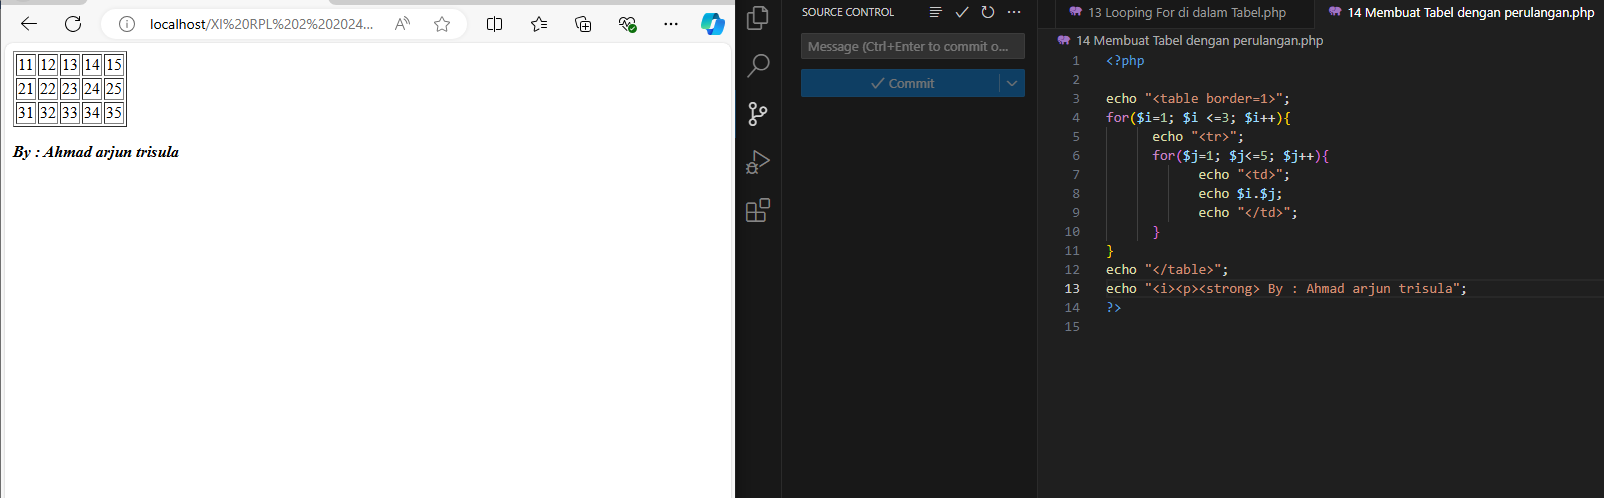 localhost/XI%20RPL%202%202024...
11 12 13 14 15
21 22 23 24 25
31 32 33 34 35
By : Ahmad arjun trisula
SOURCE CONTROL
Message (Ctrl+Enter to commit o...
Commit
13 Looping For di dalam Tabel.php
14 Membuat Tabel dengan perulangan.php
14 Membuat Tabel dengan perulangan.php
1 <?php
2
3 echo "<table border=1>";
4 for($i=1; $i <=3; $i++){
5 echo "<tr>";
6 for($j=1; $j<=5; $j++){
7 echo "<td>";
8 echo $i.$j;
9 echo "</td>";
10 }
11 }
12 echo "</table>";
13 echo "<i><p><strong> By : Ahmad arjun trisula";
14 ?>
15